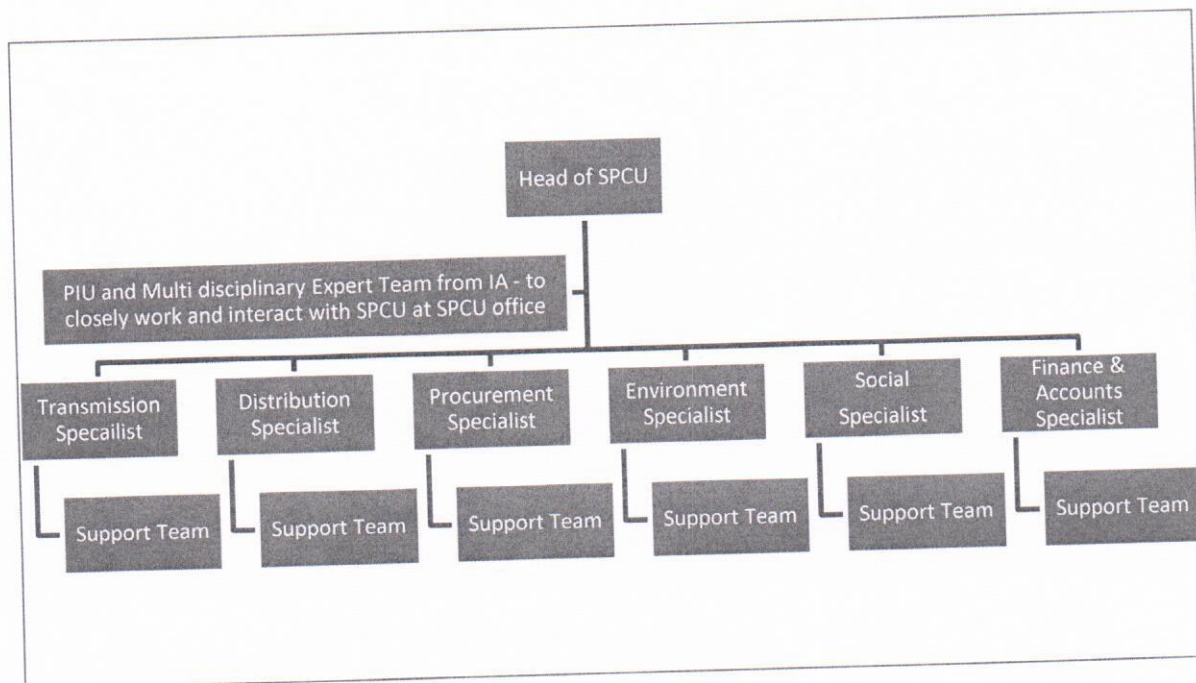 Head of SPCU
PIU and Multi disciplinary Expert Team from IA - to
closely work and interact with SPCU at SPCU office
Transmission
Specailist
Distribution
Specialist
Procurement
Specialist
Environment
Specialist
Social
Specialist
Finance &
Accounts
Specialist
Support Team
Support Team
Support Team
Support Team
Support Team
Support Team